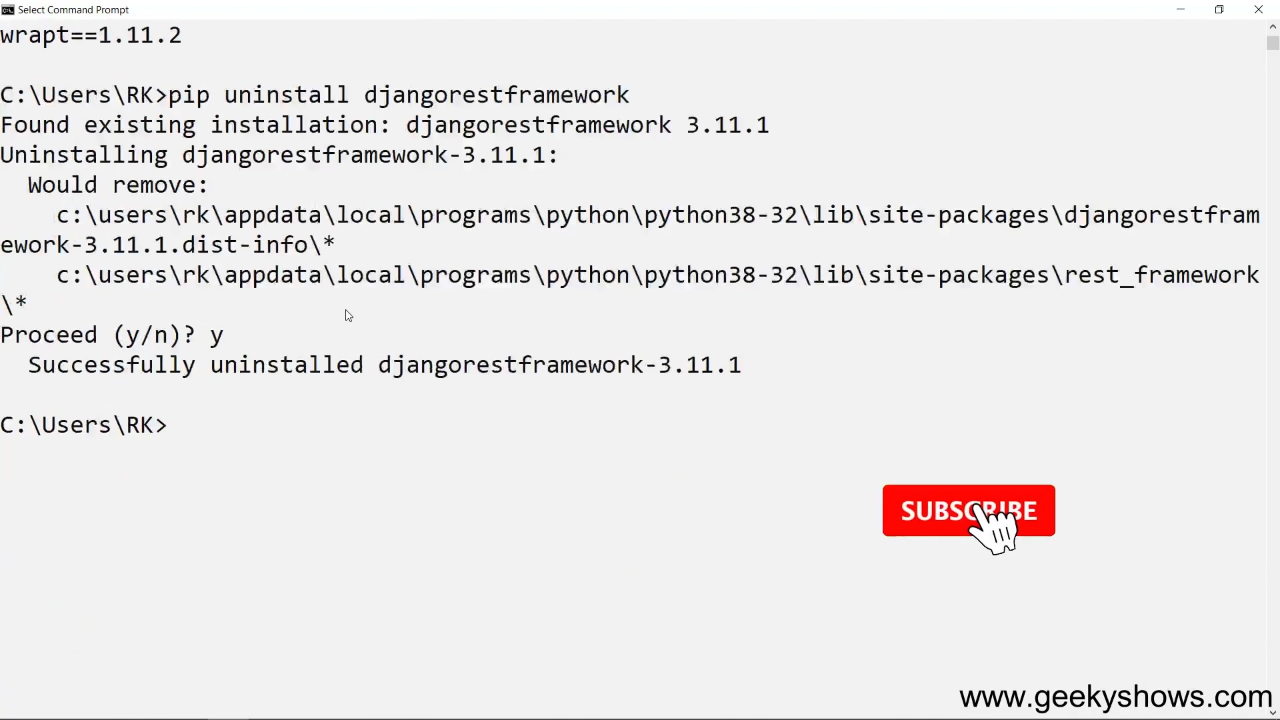 Select Command Prompt
wrapt==1.11.2
C:\Users\RK>pip uninstall djangorestframework
Found existing installation: djangorestframework 3.11.1
Uninstalling djangorestframework-3.11.1:
Would remove:
c:\users\rk\appdata\local\programs\python\python38-32\lib\site-packages\djangorestfram
ework-3.11.1.dist-info\*
c:\users\rk\appdata\local\programs\python\python38-32\lib\site-packages\rest_framework
\*
Proceed (y/n)? y
Successfully uninstalled djangorestframework-3.11.1
C:\Users\RK>
SUBSCRIBE
www.geekyshows.com